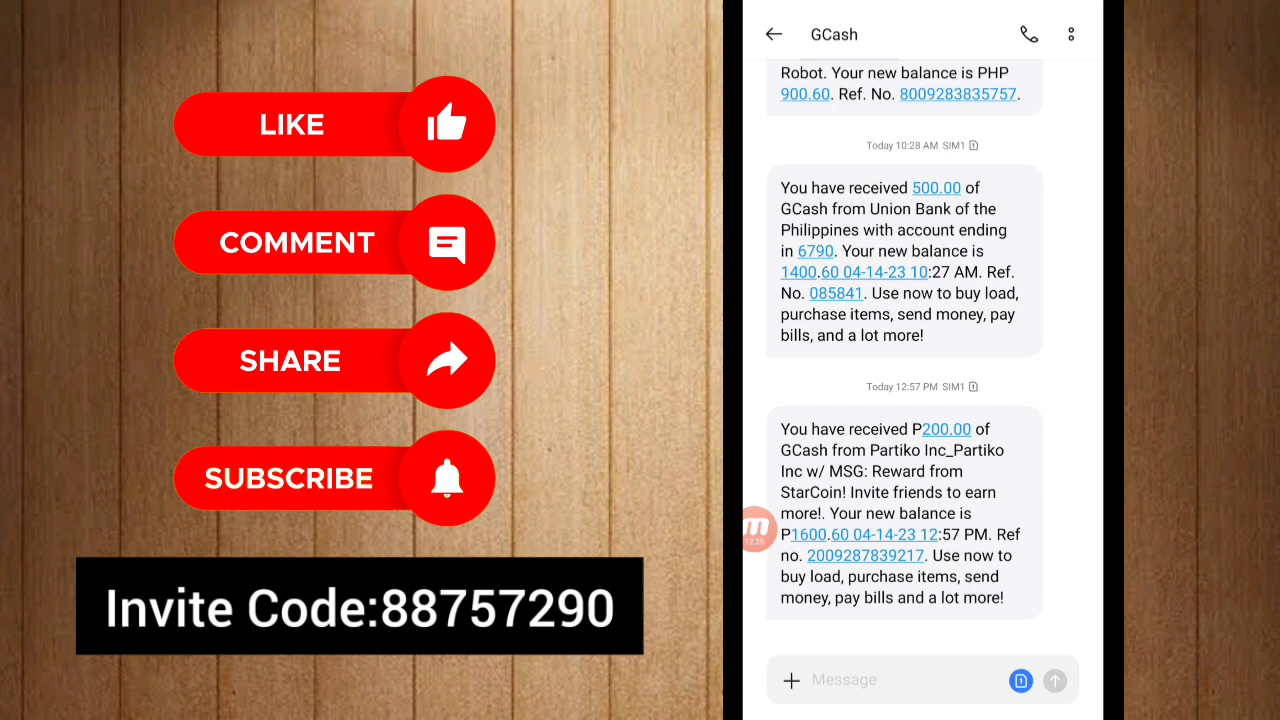 LIKE
COMMENT
SHARE
SUBSCRIBE
Invite Code:88757290
GCash
Robot. Your new balance is PHP
900.60. Ref. No. 8009283835757.
Today 10:28 AM SIM1
You have received 500.00 of
GCash from Union Bank of the
Philippines with account ending
in 6790. Your new balance is
1400.60 04-14-23 10:27 AM. Ref.
No. 085841. Use now to buy load,
purchase items, send money, pay
bills, and a lot more!
Today 12:57 PM SIM1
You have received P200.00 of
GCash from Partiko Inc_Partiko
Inc w/ MSG: Reward from
StarCoin! Invite friends to earn
more!. Your new balance is
P1600.60 04-14-23 12:57 PM. Ref
no. 2009287839217. Use now to
buy load, purchase items, send
money, pay bills and a lot more!
12:25
Message